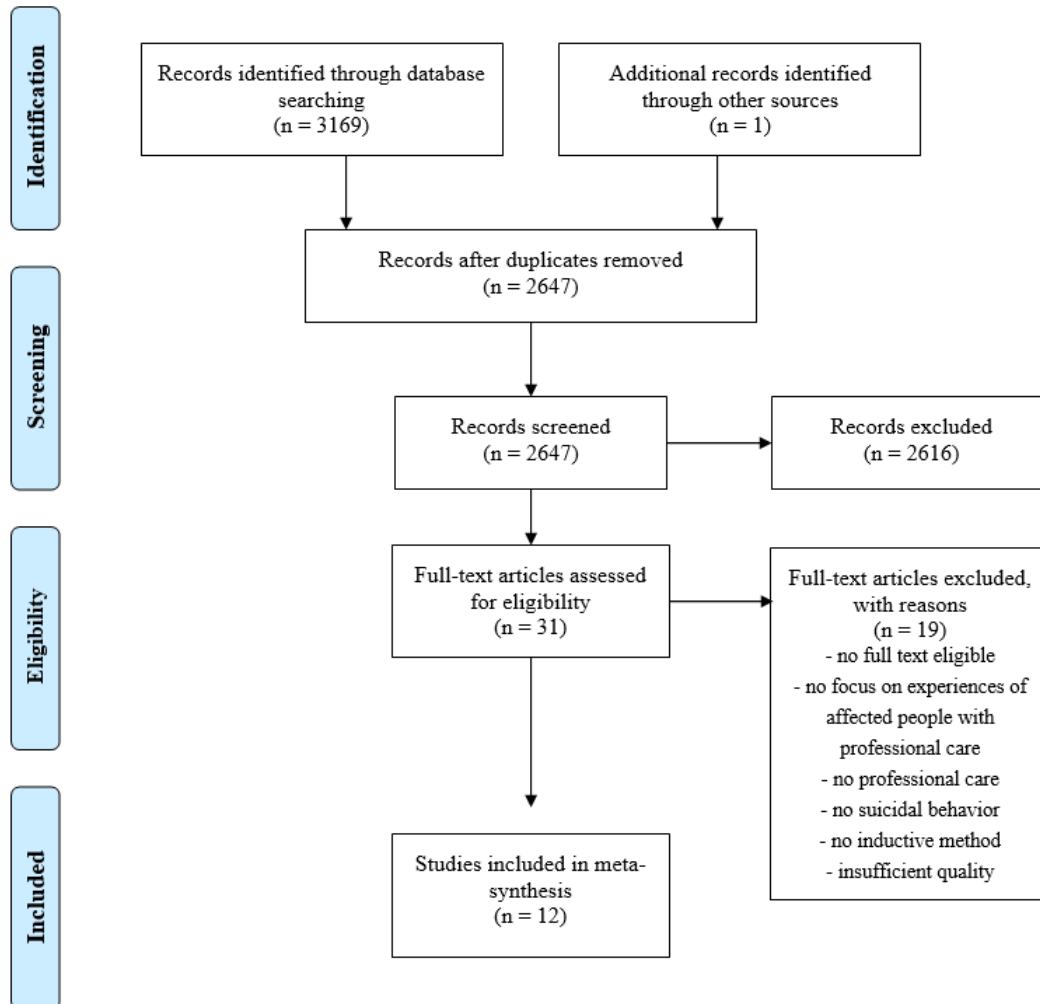 Identification
Records identified through database
searching
(n = 3169)
Additional records identified
through other sources
(n = 1)
Records after duplicates removed
(n = 2647)
Screening
Records screened
(n = 2647)
Records excluded
(n = 2616)
Eligibility
Full-text articles assessed
for eligibility
(n = 31)
Full-text articles excluded,
with reasons
(n = 19)
- no full text eligible
- no focus on experiences of
affected people with
professional care
- no professional care
- no suicidal behavior
- no inductive method
- insufficient quality
Included
Studies included in meta-
synthesis
(n = 12)